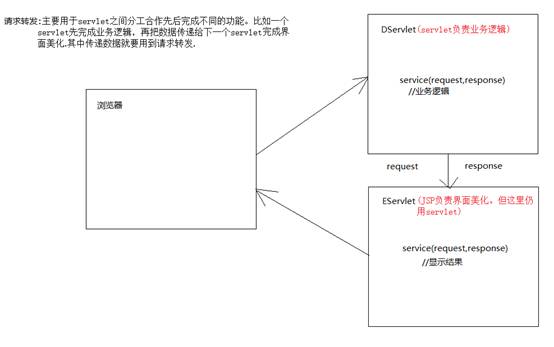 请求转发:主要用于servlet之间分工合作先后完成不同的功能。比如一个
servlet先完成业务逻辑，再把数据传递给下一个servlet完成界
面美化.其中传递数据就要用到请求转发.
DServlet(servlet负责业务逻辑)
service(request,response)
//业务逻辑
浏览器
request
response
EServlet(JSP负责界面美化，但这里仍
用servlet)
service(request,response)
//显示结果